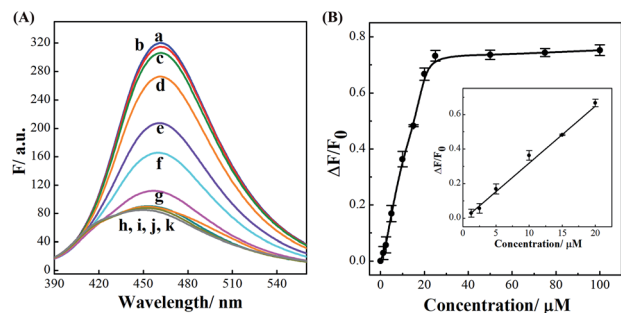 (A)
320
280
240
200
160
120
80
40
0
F/ a.u.
a
b
c
d
e
f
g
h, i, j, k
390 420 450 480 510 540
Wavelength/ nm
(B)
0.8
0.6
0.4
0.2
0.0
ΔF/F0
0 20 40 60 80 100
Concentration/ μM
0.6
0.4
0.2
0.0
ΔF/F0
5 10 15 20
Concentration/ μM